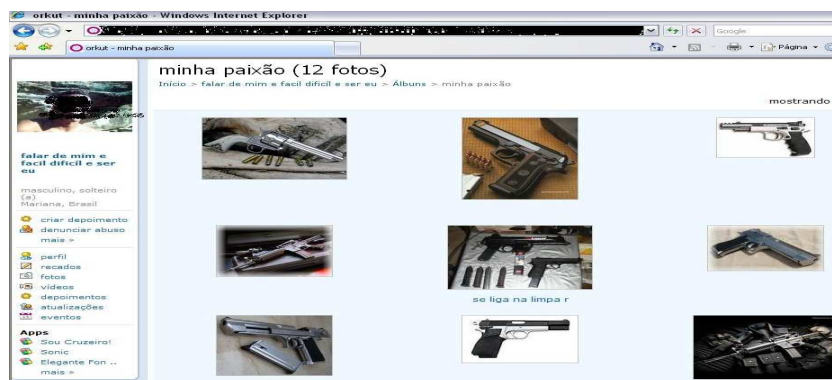 orkut - minha paixão - Windows Internet Explorer
Google
orkut - minha paixão
Página
minha paixão (12 fotos)
Início > falar de mim e facil dificil e ser eu > Álbuns > minha paixão
mostrando
falar de mim e
facil dificil e ser
eu
masculino, solteiro
(a)
Mariana, Brasil
criar depoimento
denunciar abuso
mais »
perfil
recados
fotos
vídeos
depoimentos
atualizações
eventos
Apps
Sou Cruzeiro!
Sonic
Elegante Fon ..
mais »
se liga na limpa r